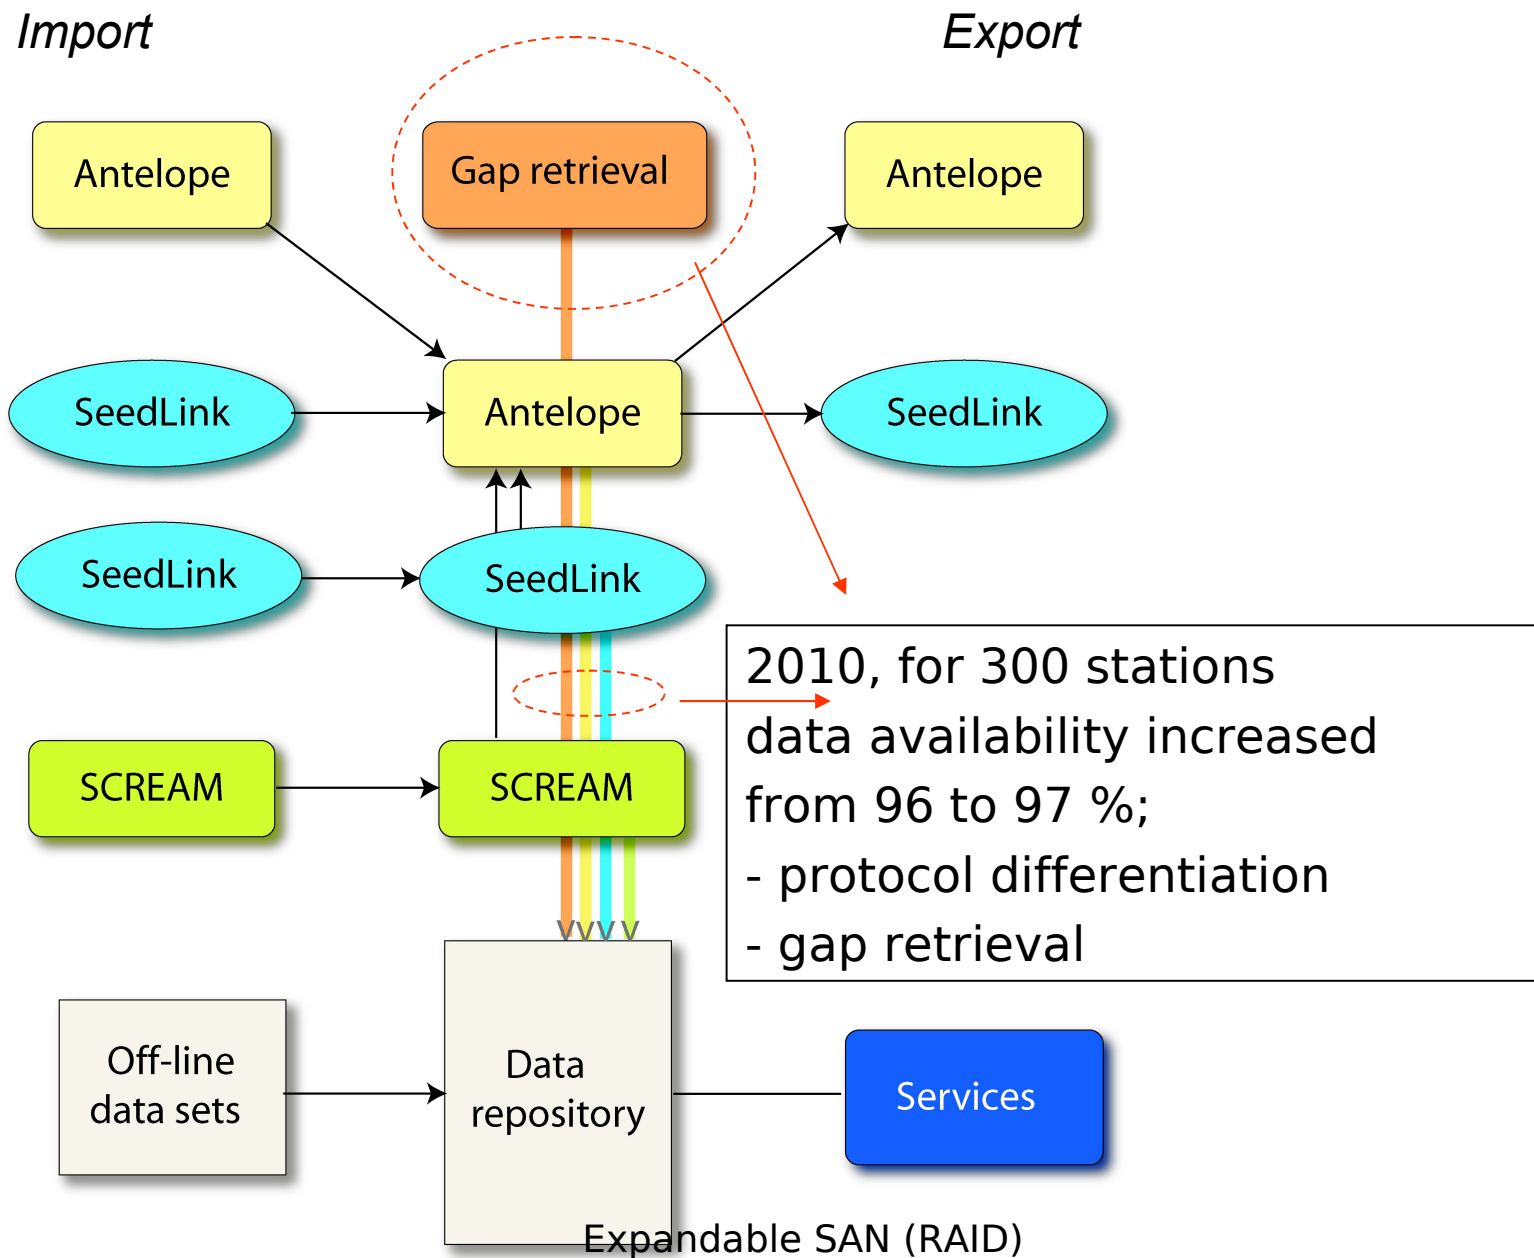 Import
Export
Antelope
Gap retrieval
Antelope
SeedLink
Antelope
SeedLink
SeedLink
SeedLink
2010, for 300 stations
data availability increased
from 96 to 97 %;
- protocol differentiation
- gap retrieval
SCREAM
SCREAM
Off-line
data sets
Data
repository
Services
Expandable SAN (RAID)